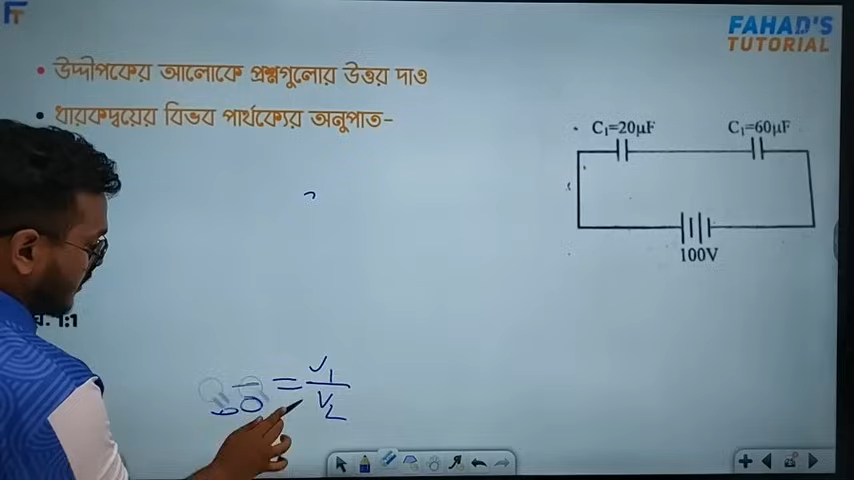 FT
FAHAD'S
TUTORIAL
• উদ্দীপকের আলোকে প্রশ্নগুলোর উত্তর দাও
• ধারকদ্বয়ের বিভব পার্থক্যের অনুপাত-
C₁=20μF C₁=60μF
100V
1:1
= V₁/V₂